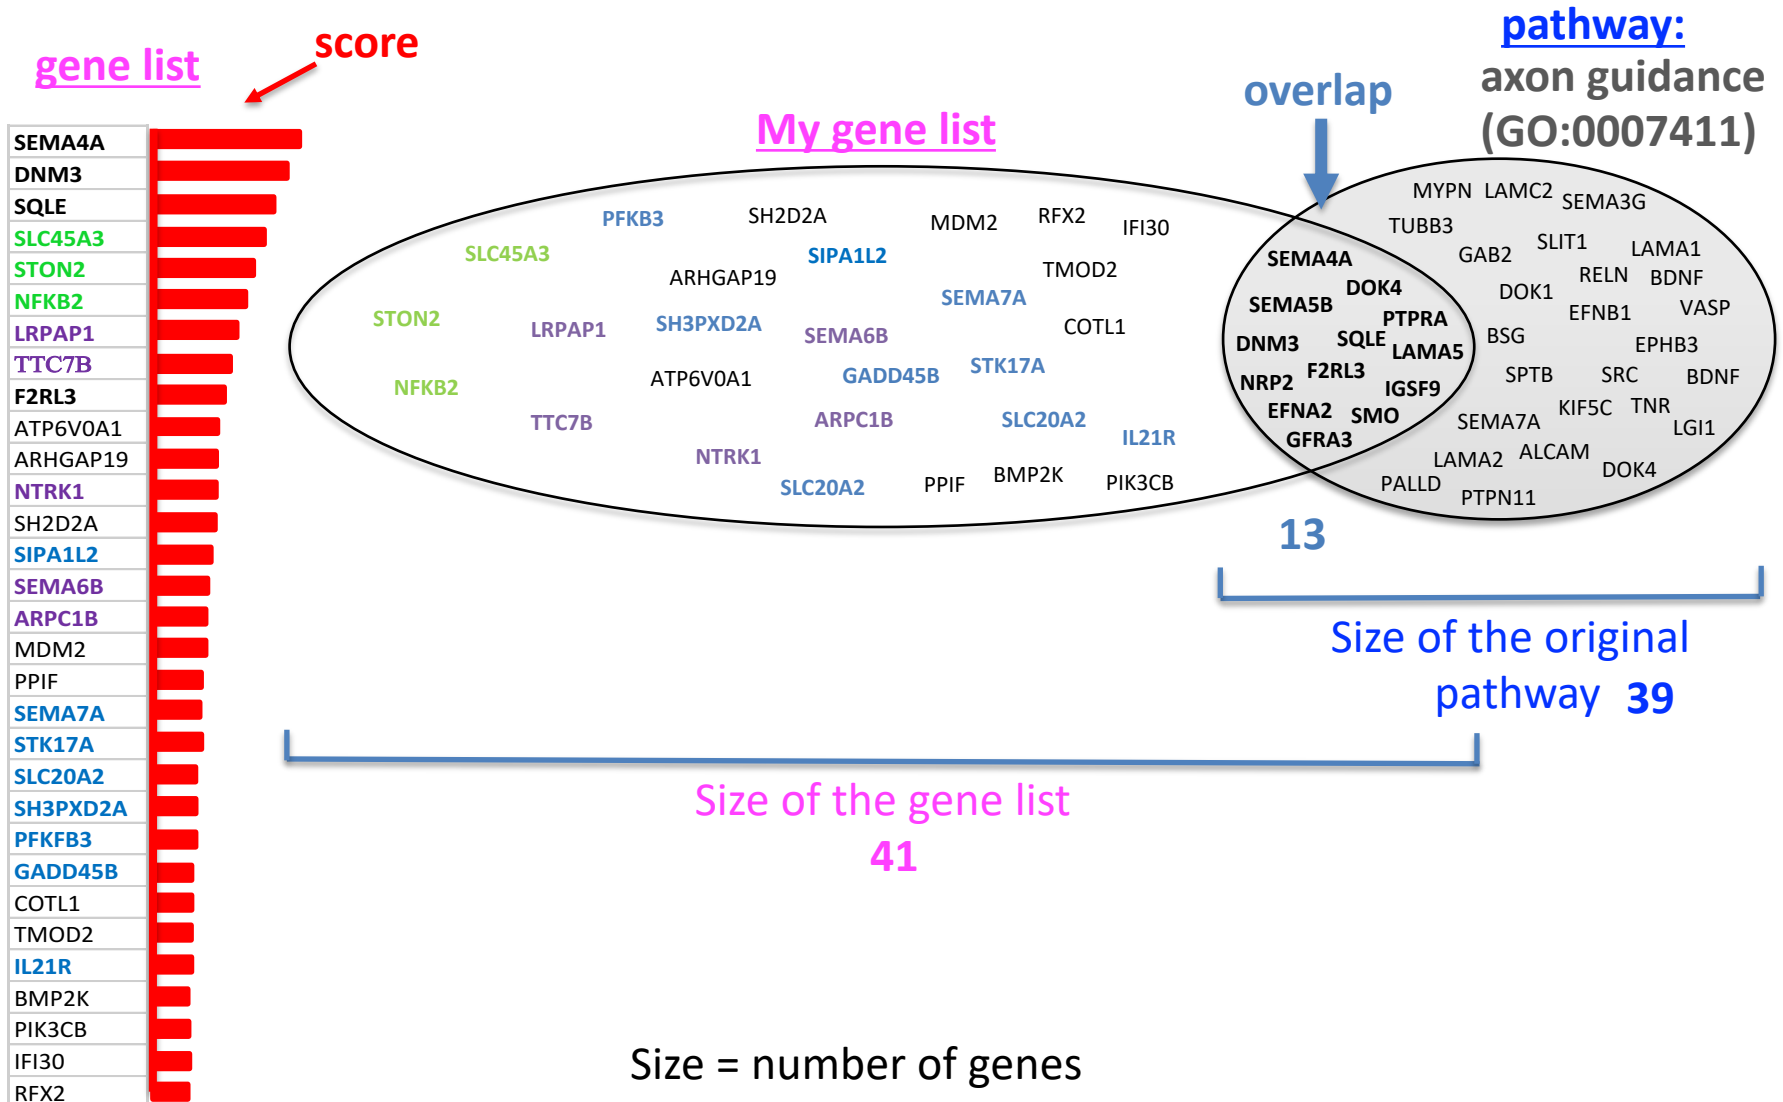 gene list
score
SEMA4A
DNM3
SQLE
SLC45A3
STON2
NFKB2
LRPAP1
TTC7B
F2RL3
ATP6V0A1
ARHGAP19
NTRK1
SH2D2A
SIPA1L2
SEMA6B
ARPC1B
MDM2
PPIF
SEMA7A
STK17A
SLC20A2
SH3PXD2A
PFKFB3
GADD45B
COTL1
TMOD2
IL21R
BMP2K
PIK3CB
IFI30
RFX2
My gene list
PFKB3
SH2D2A
MDM2
RFX2
IFI30
SLC45A3
SIPA1L2
ARHGAP19
TMOD2
SEMA7A
STON2
LRPAP1
SH3PXD2A
SEMA6B
COTL1
NFKB2
ATP6V0A1
GADD45B
STK17A
TTC7B
ARPC1B
SLC20A2
IL21R
NTRK1
SLC20A2
PPIF
BMP2K
PIK3CB
overlap
SEMA4A
DOK4
SEMA5B
PTPRA
DNM3
SQLE
LAMA5
NRP2
F2RL3
IGSF9
EFNA2
SMO
GFRA3
pathway:
axon guidance
(GO:0007411)
MYPN
LAMC2
SEMA3G
TUBB3
GAB2
SLIT1
LAMA1
RELN
BDNF
DOK1
EFNB1
VASP
BSG
EPHB3
SPTB
SRC
BDNF
KIF5C
TNR
SEMA7A
LGI1
LAMA2
ALCAM
DOK4
PALLD
PTPN11
13
Size of the original
pathway 39
Size of the gene list
41
Size = number of genes